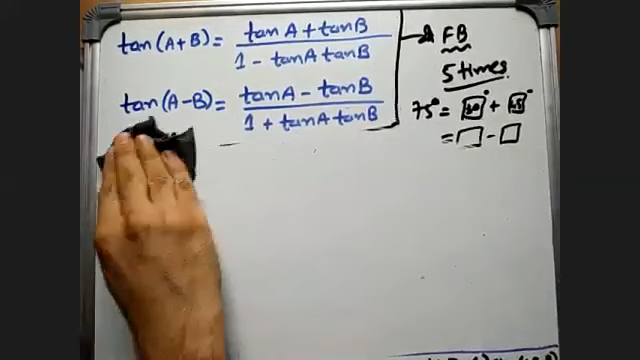 tan(A+B) = tanA + tanB / 1 - tanA tanB
tan(A-B) = tanA - tanB / 1 + tanA tanB
FB
5 times
75° = 30° + 45°
= □ - □